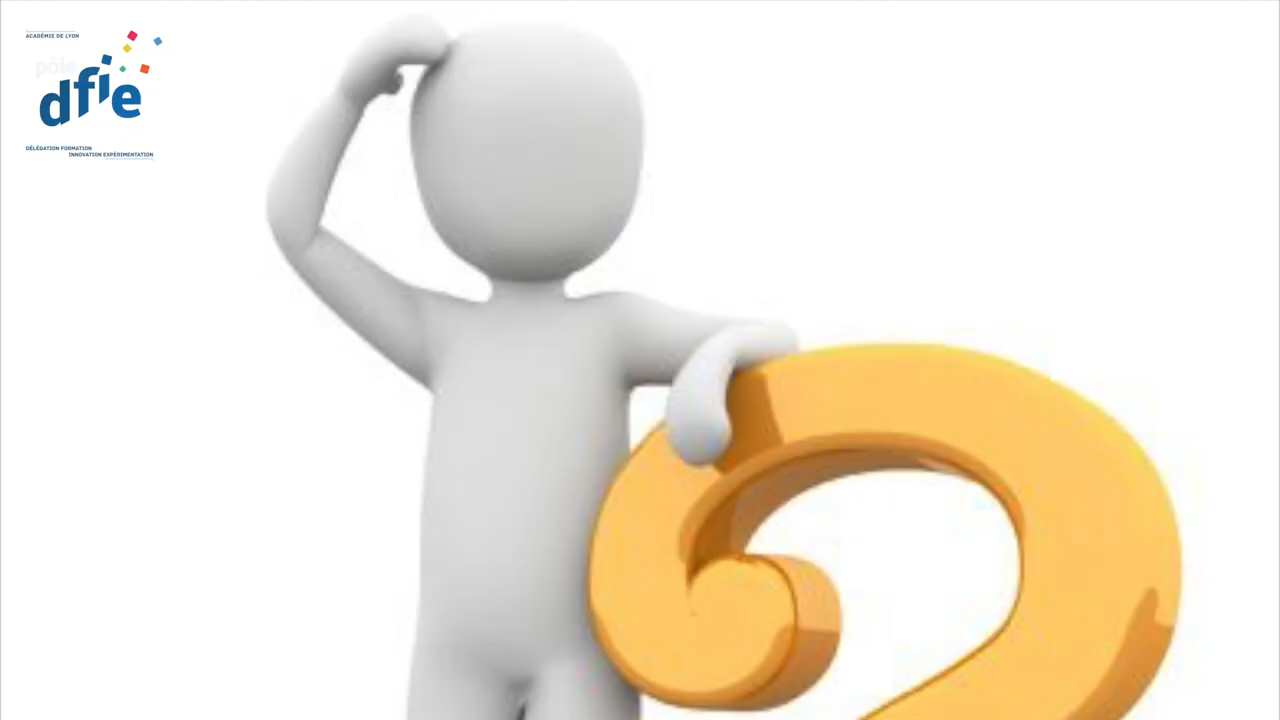 ACADÉMIE DE LYON
pôle
dfie
DÉLÉGATION FORMATION
INNOVATION EXPÉRIMENTATION